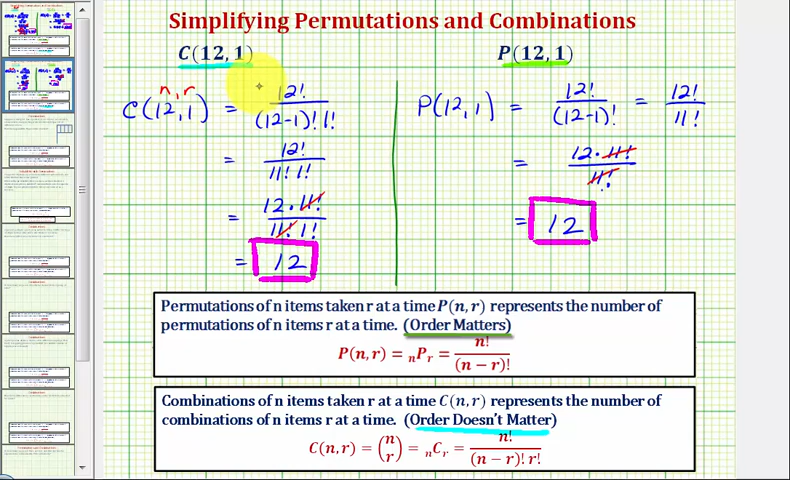 Simplifying Permutations and Combinations
C(12, 1)
n, r
C(12,1) = 12! / (12-1)! 1!
= 12! / 11! 1!
= 12 · 11! / 11! 1!
= 12
P(12, 1)
P(12,1) = 12! / (12-1)! = 12! / 11!
= 12 · 11! / 11!
= 12
Permutations of n items taken r at a time P(n, r) represents the number of
permutations of n items r at a time. (Order Matters)
P(n, r) = nPr = n! / (n − r)!
Combinations of n items taken r at a time C(n, r) represents the number of
combinations of n items r at a time. (Order Doesn't Matter)
C(n, r) = (n r) = nCr = n! / (n − r)! r!